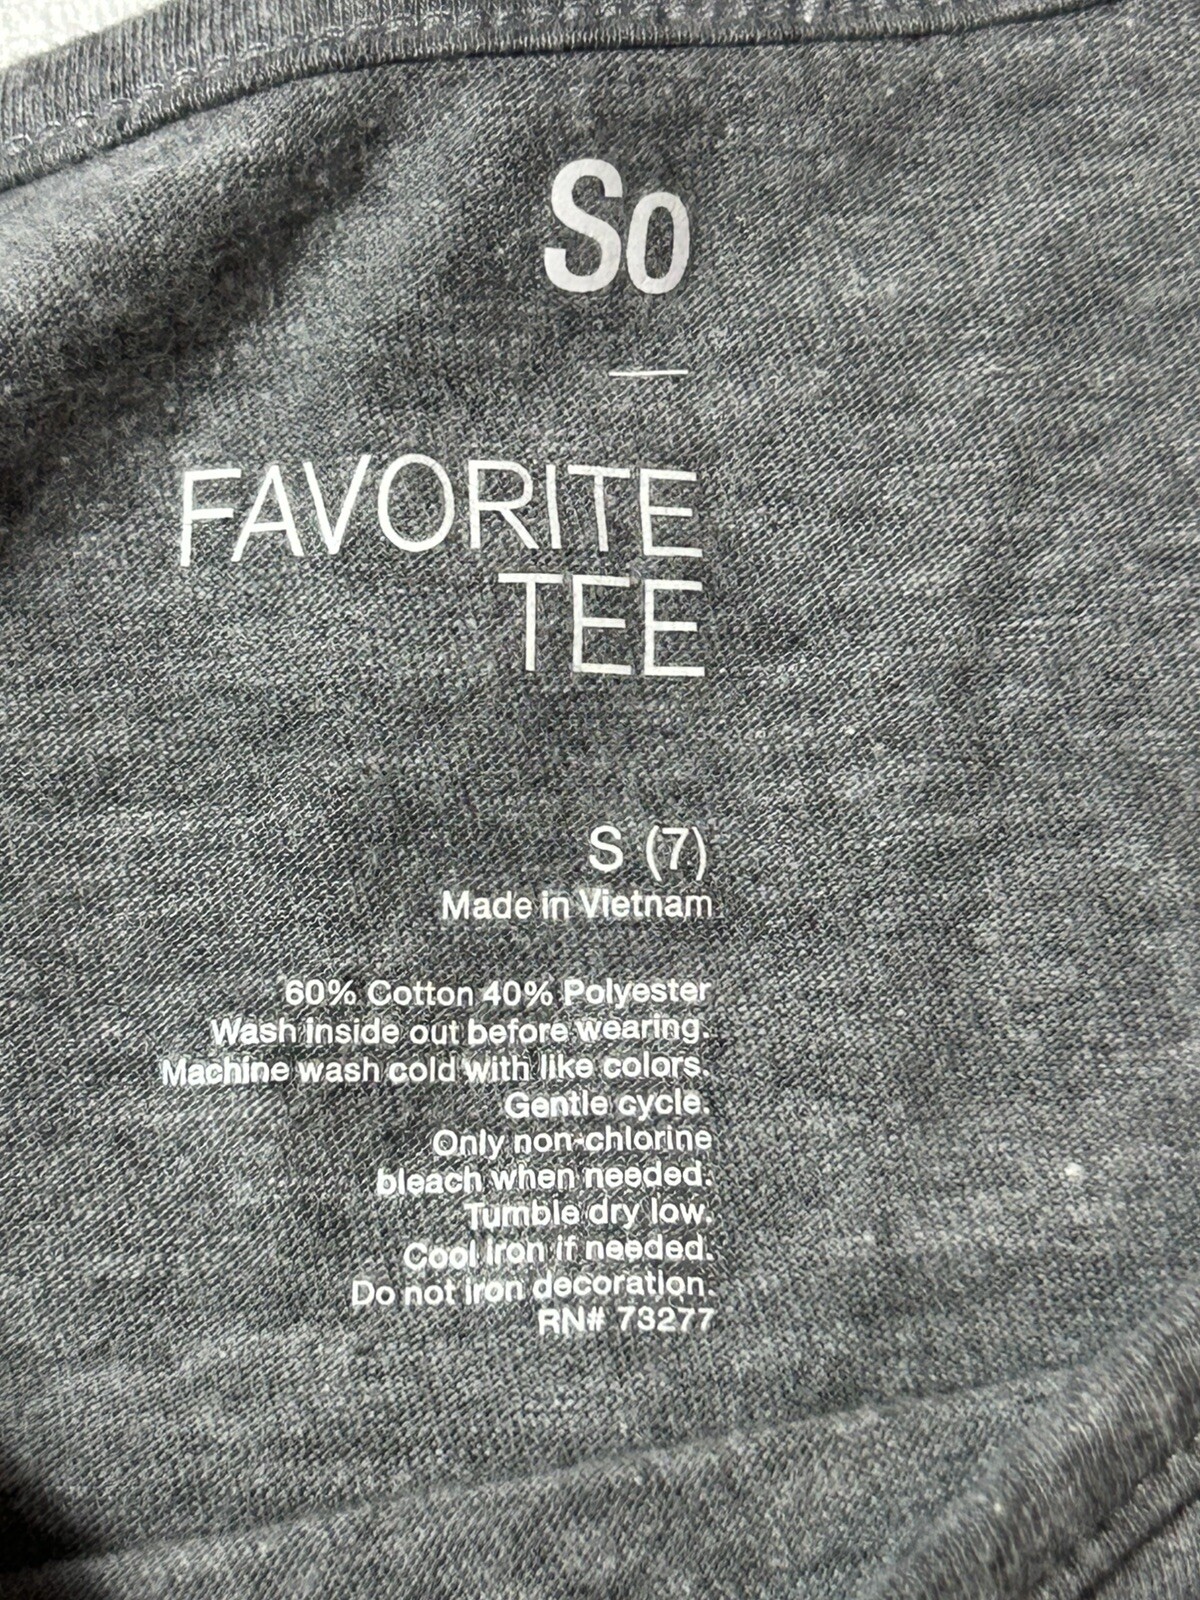 So
FAVORITE
TEE
S (7)
Made in Vietnam
60% Cotton 40% Polyester
Wash inside out before wearing.
Machine wash cold with like colors.
Gentle cycle.
Only non-chlorine
bleach when needed.
Tumble dry low.
Cool iron if needed.
Do not iron decoration.
RN# 73277